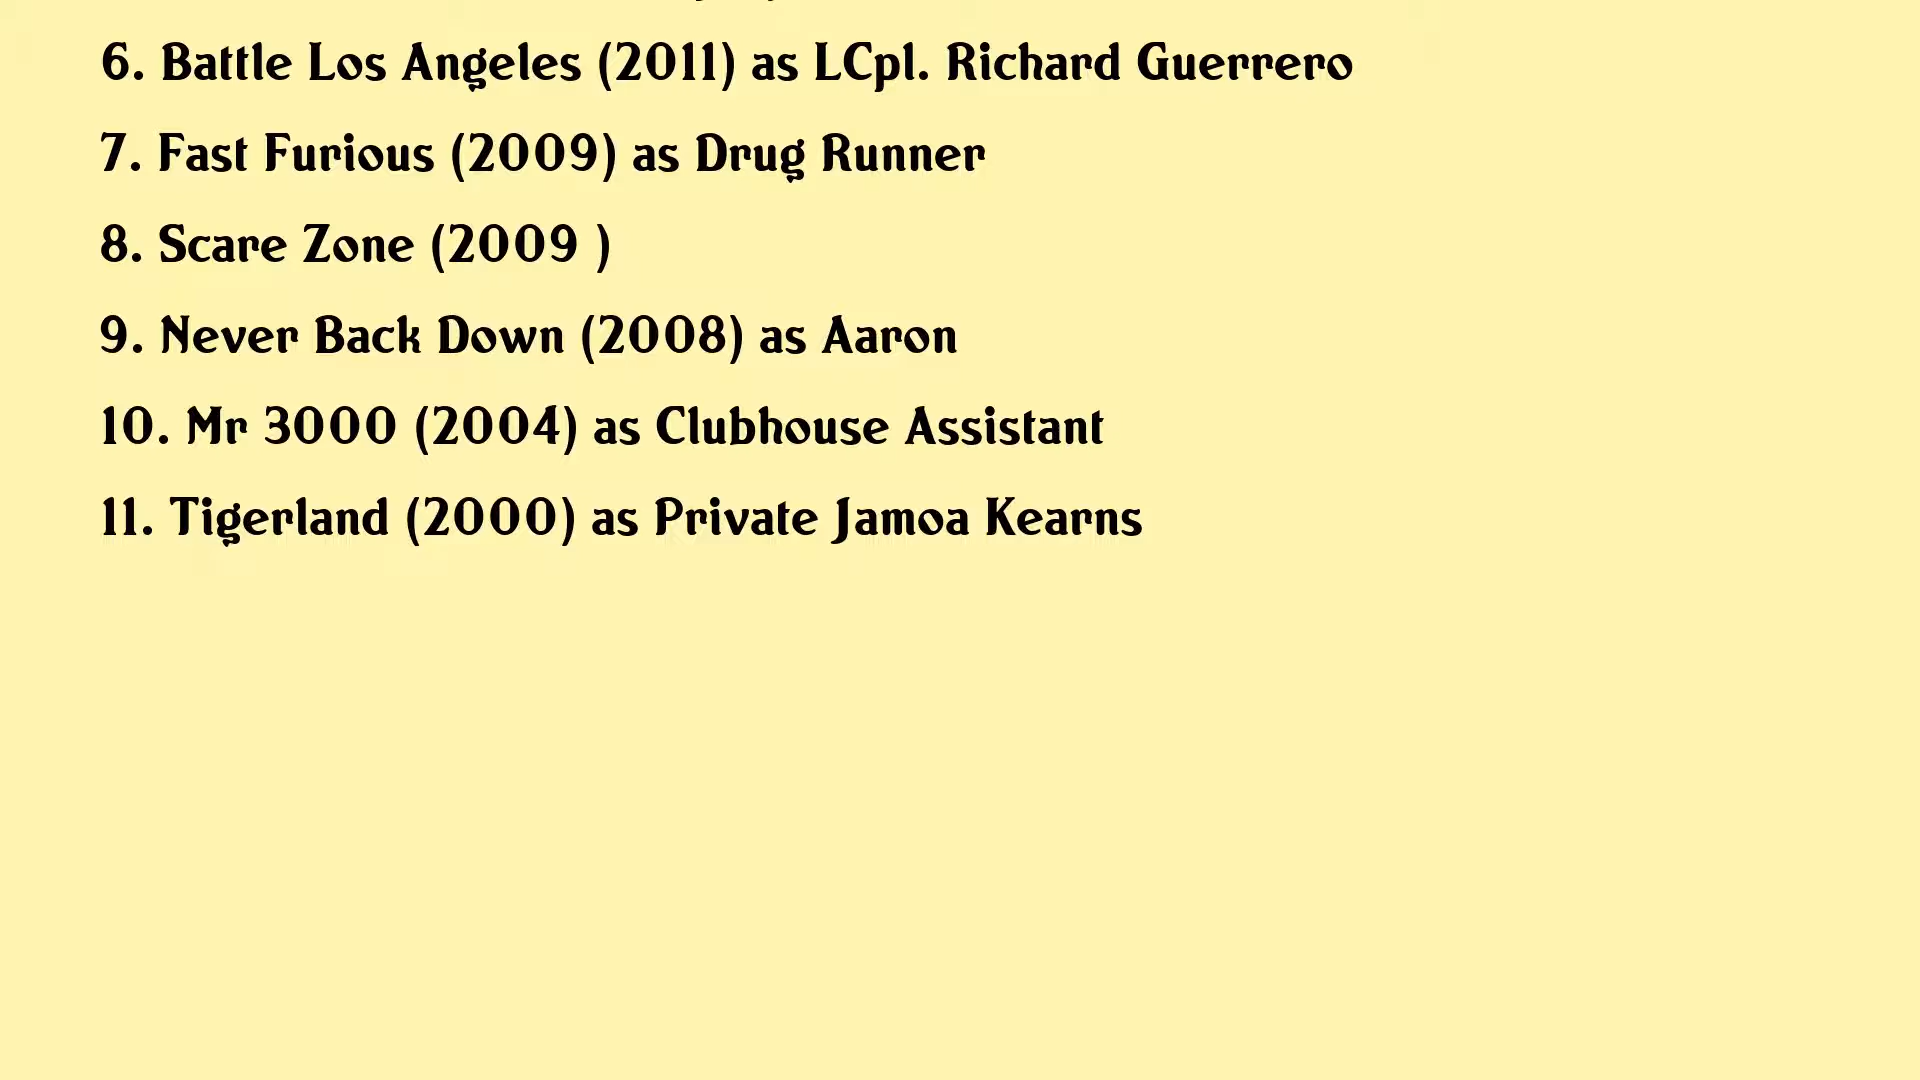 6. Battle Los Angeles (2011) as LCpl. Richard Guerrero
7. Fast Furious (2009) as Drug Runner
8. Scare Zone (2009 )
9. Never Back Down (2008) as Aaron
10. Mr 3000 (2004) as Clubhouse Assistant
11. Tigerland (2000) as Private Jamoa Kearns